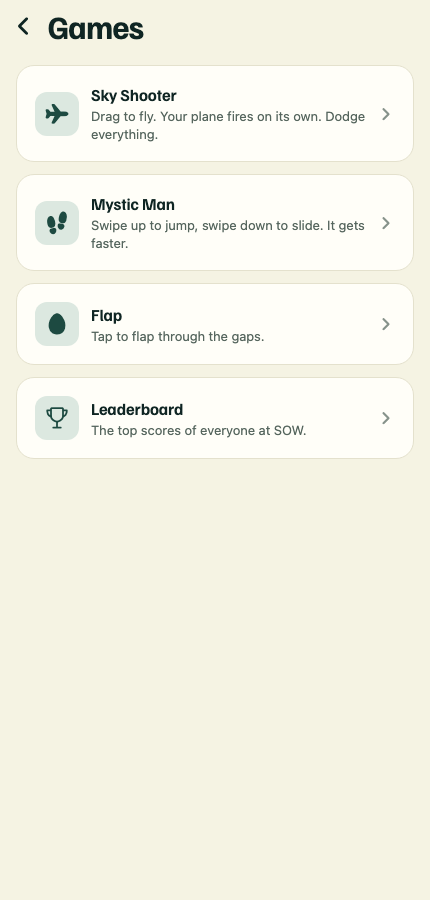 Games
Sky Shooter
Drag to fly. Your plane fires on its own. Dodge
everything.
Mystic Man
Swipe up to jump, swipe down to slide. It gets
faster.
Flap
Tap to flap through the gaps.
Leaderboard
The top scores of everyone at SOW.